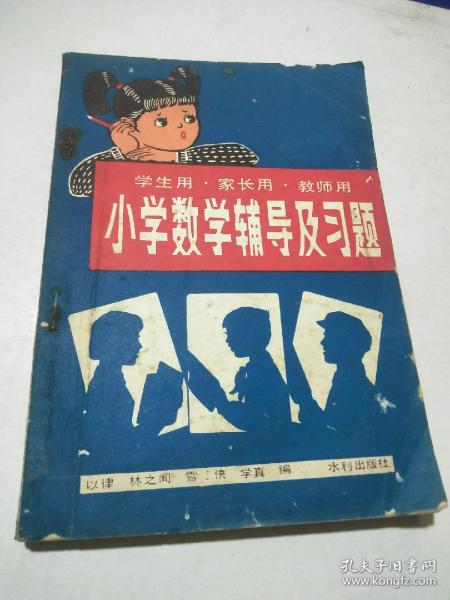 学生用·家长用·教师用
小学数学辅导及习题
以律 林之闻 雪 侠 学真 编 水利出版社
孔夫子旧书网
www.kongfz.com